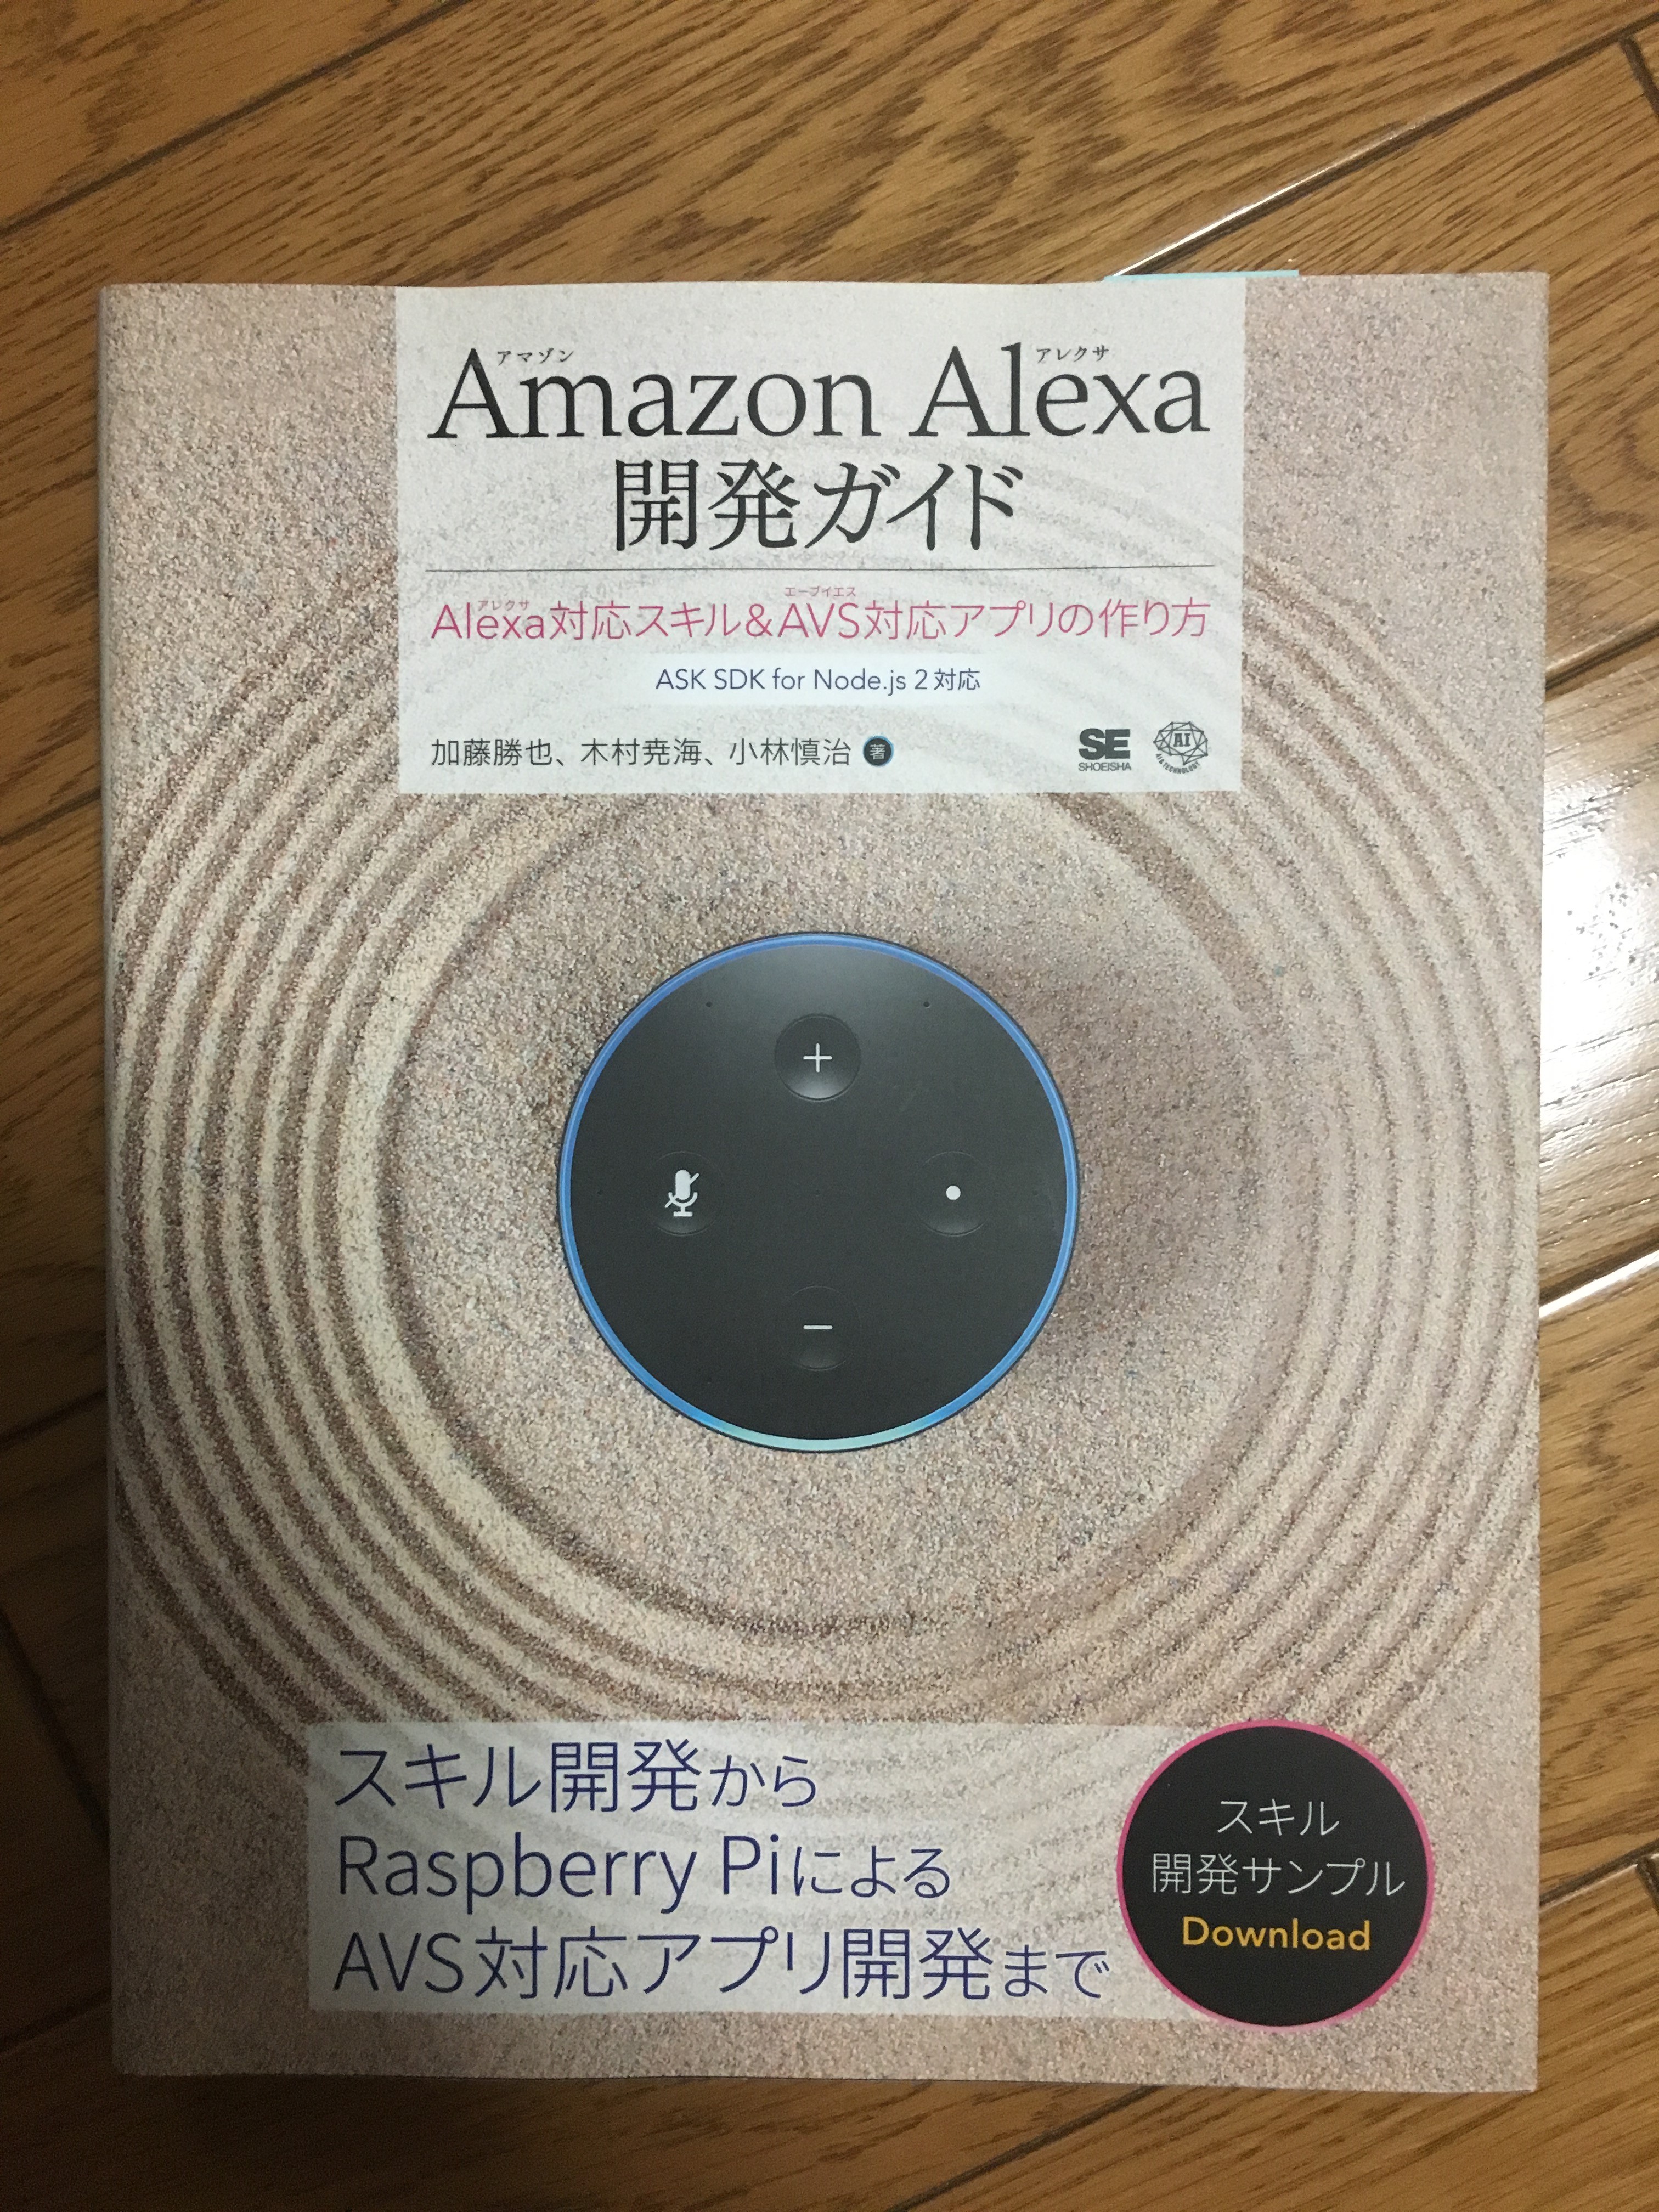 アマゾン アレクサ
Amazon Alexa
開発ガイド
アレクサ エーブイエス
Alexa対応スキル&AVS対応アプリの作り方
ASK SDK for Node.js 2対応
加藤勝也、木村尭海、小林慎治 著
SE
SHOEISHA
AI
AI & TECHNOLOGY
スキル開発から
Raspberry Piによる
AVS対応アプリ開発まで
スキル
開発サンプル
Download